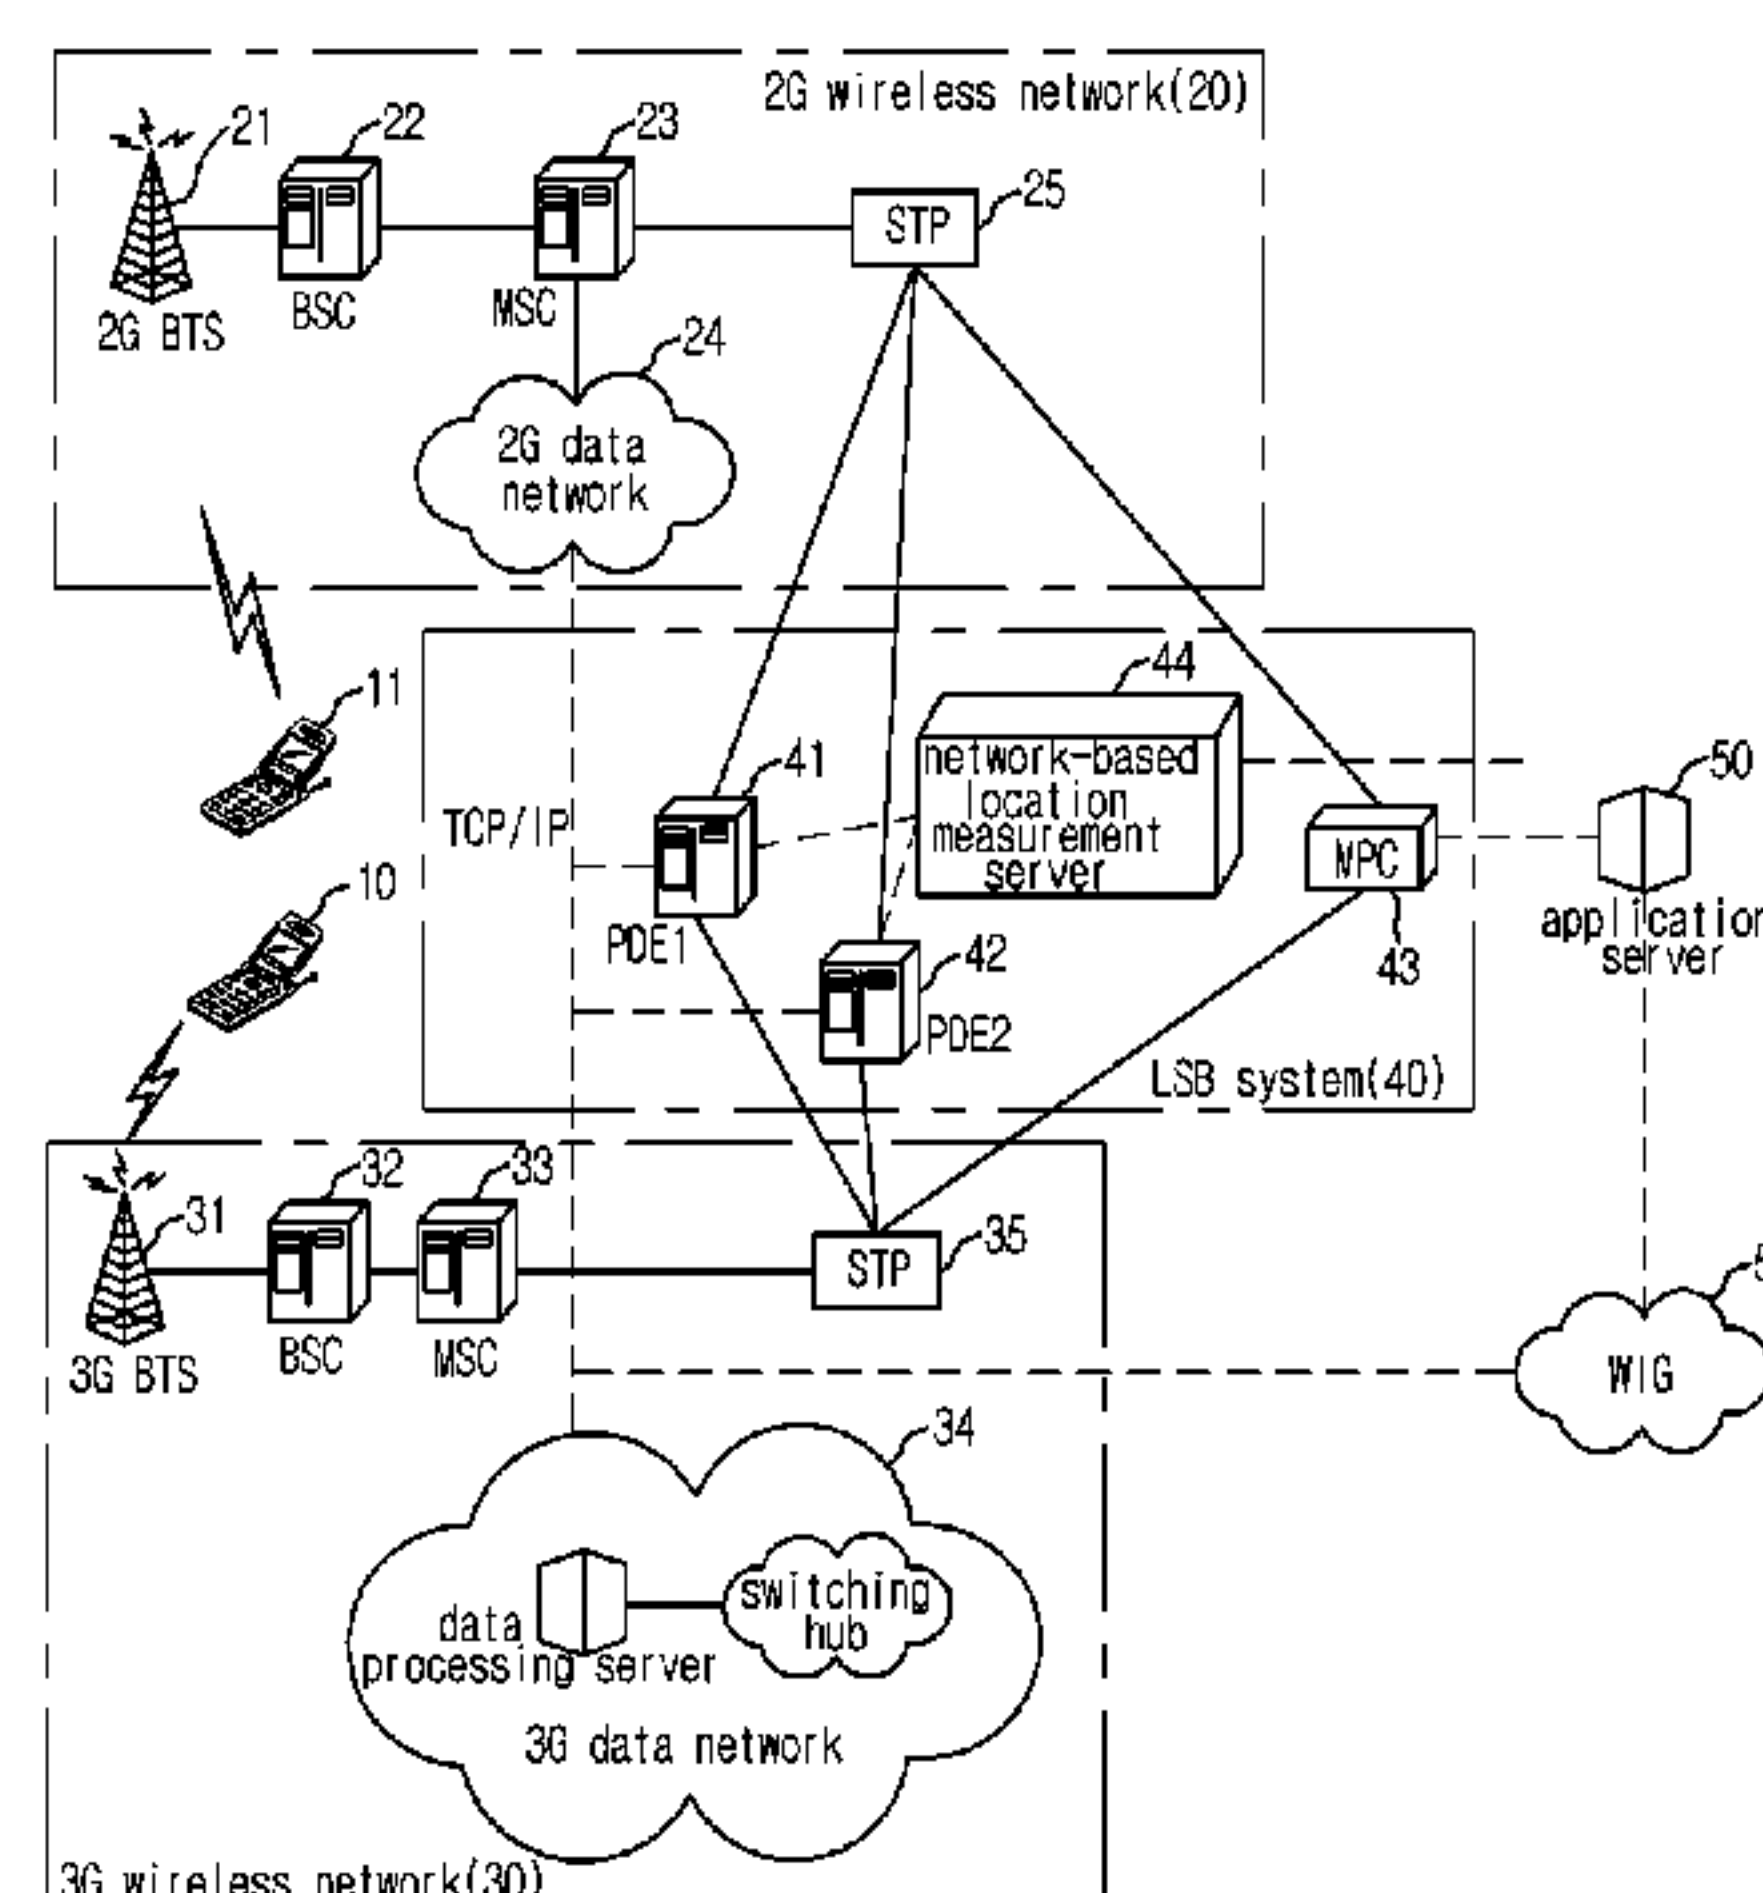 2G wireless network(20)
21
22
23
25
STP
2G BTS
BSC
MSC
24
2G data
network
11
44
41
network-based
location
measurement
server
50
TCP/IP
MPC
10
application
server
PDE1
42
43
PDE2
LSB system(40)
32
33
31
35
STP
3G BTS
BSC
MSC
WIG
34
switching
hub
data
processing server
3G data network
3G wireless network(30)